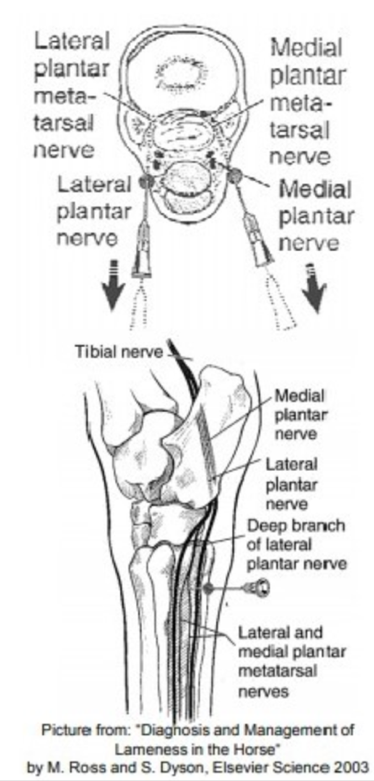 Lateral
plantar
meta-
tarsal
nerve
Medial
plantar
meta-
tarsal
nerve
Lateral
plantar
nerve
Medial
plantar
nerve
Tibial nerve
Medial
plantar
nerve
Lateral
plantar
nerve
Deep branch
of lateral
plantar nerve
Lateral and
medial plantar
metatarsal
nerves
Picture from: "Diagnosis and Management of
Lameness in the Horse"
by M. Ross and S. Dyson, Elsevier Science 2003